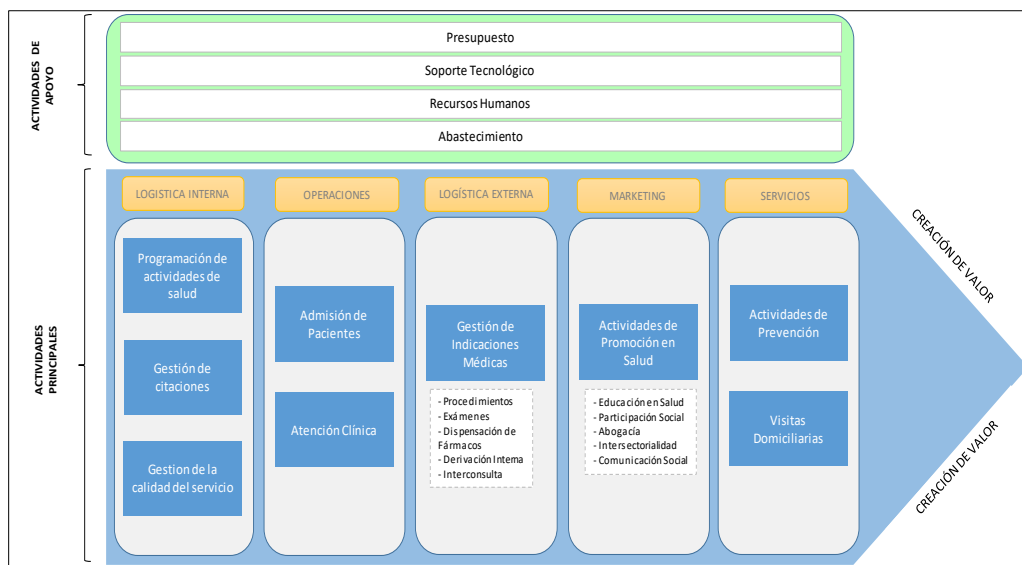 ACTIVIDADES DE
APOYO
Presupuesto
Soporte Tecnológico
Recursos Humanos
Abastecimiento
ACTIVIDADES
PRINCIPALES
LOGISTICA INTERNA
OPERACIONES
LOGÍSTICA EXTERNA
MARKETING
SERVICIOS
Programación de
actividades de
salud
Gestión de
citaciones
Gestion de la
calidad del servicio
Admisión de
Pacientes
Atención Clínica
Gestión de
Indicaciones
Médicas
- Procedimientos
- Exámenes
- Dispensación de
Fármacos
- Derivación Interna
- Interconsulta
Actividades de
Promoción en
Salud
- Educación en Salud
- Participación Social
- Abogacía
- Intersectorialidad
- Comunicación Social
Actividades de
Prevención
Visitas
Domiciliarias
CREACIÓN DE VALOR
CREACIÓN DE VALOR